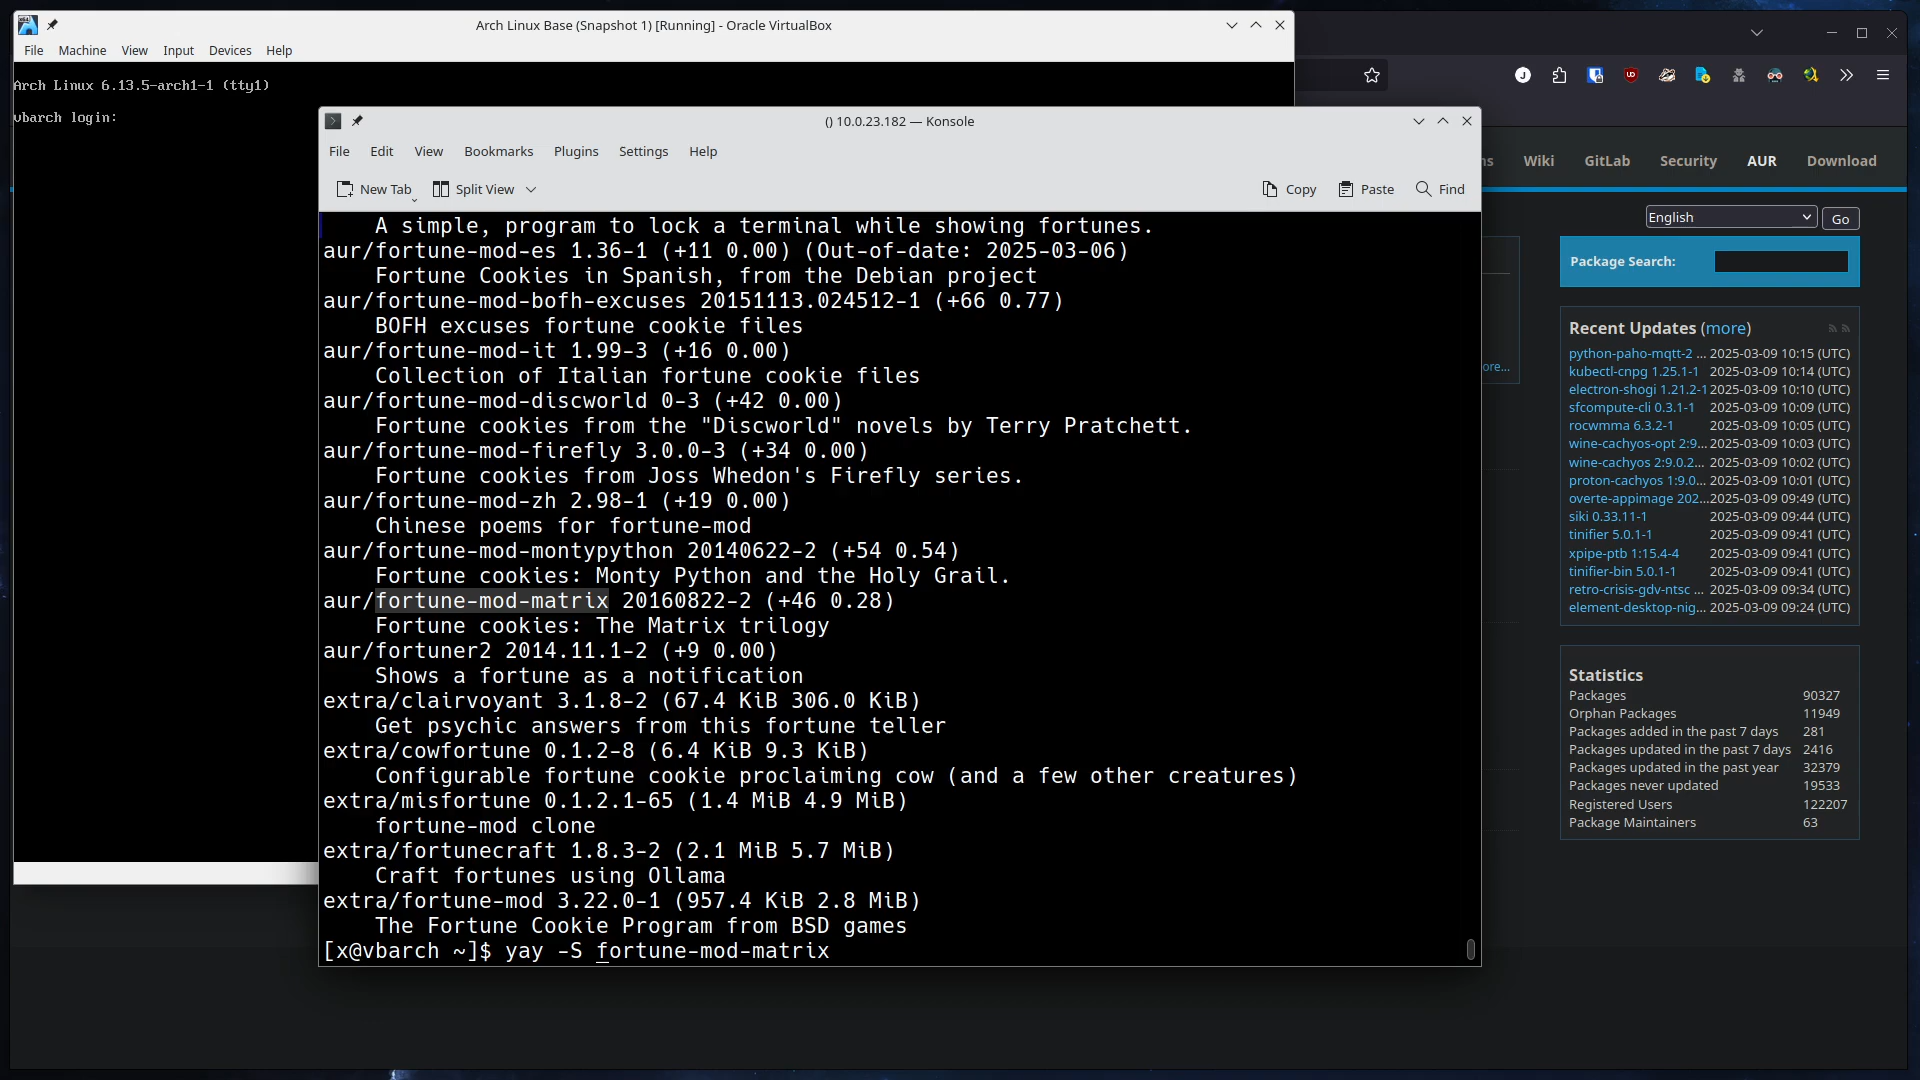 Arch Linux Base (Snapshot 1) [Running] - Oracle VirtualBox
File Machine View Input Devices Help
Arch Linux 6.13.5-arch1-1 (tty1)
vbarch login:
() 10.0.23.182 — Konsole
File Edit View Bookmarks Plugins Settings Help
New Tab Split View Copy Paste Find
A simple, program to lock a terminal while showing fortunes.
aur/fortune-mod-es 1.36-1 (+11 0.00) (Out-of-date: 2025-03-06)
Fortune Cookies in Spanish, from the Debian project
aur/fortune-mod-bofh-excuses 20151113.024512-1 (+66 0.77)
BOFH excuses fortune cookie files
aur/fortune-mod-it 1.99-3 (+16 0.00)
Collection of Italian fortune cookie files
aur/fortune-mod-discworld 0-3 (+42 0.00)
Fortune cookies from the "Discworld" novels by Terry Pratchett.
aur/fortune-mod-firefly 3.0.0-3 (+34 0.00)
Fortune cookies from Joss Whedon's Firefly series.
aur/fortune-mod-zh 2.98-1 (+19 0.00)
Chinese poems for fortune-mod
aur/fortune-mod-montypython 20140622-2 (+54 0.54)
Fortune cookies: Monty Python and the Holy Grail.
aur/fortune-mod-matrix 20160822-2 (+46 0.28)
Fortune cookies: The Matrix trilogy
aur/fortuner2 2014.11.1-2 (+9 0.00)
Shows a fortune as a notification
extra/clairvoyant 3.1.8-2 (67.4 KiB 306.0 KiB)
Get psychic answers from this fortune teller
extra/cowfortune 0.1.2-8 (6.4 KiB 9.3 KiB)
Configurable fortune cookie proclaiming cow (and a few other creatures)
extra/misfortune 0.1.2.1-65 (1.4 MiB 4.9 MiB)
fortune-mod clone
extra/fortunecraft 1.8.3-2 (2.1 MiB 5.7 MiB)
Craft fortunes using Ollama
extra/fortune-mod 3.22.0-1 (957.4 KiB 2.8 MiB)
The Fortune Cookie Program from BSD games
[x@vbarch ~]$ yay -S fortune-mod-matrix
J UD
ns Wiki GitLab Security AUR Download
English Go
Package Search:
ore...
Recent Updates (more)
python-paho-mqtt-2 ... 2025-03-09 10:15 (UTC)
kubectl-cnpg 1.25.1-1 2025-03-09 10:14 (UTC)
electron-shogi 1.21.2-1 2025-03-09 10:10 (UTC)
sfcompute-cli 0.3.1-1 2025-03-09 10:09 (UTC)
rocwmma 6.3.2-1 2025-03-09 10:05 (UTC)
wine-cachyos-opt 2:9... 2025-03-09 10:03 (UTC)
wine-cachyos 2:9.0.2... 2025-03-09 10:02 (UTC)
proton-cachyos 1:9.0... 2025-03-09 10:01 (UTC)
overte-appimage 202... 2025-03-09 09:49 (UTC)
siki 0.33.11-1 2025-03-09 09:44 (UTC)
tinifier 5.0.1-1 2025-03-09 09:41 (UTC)
xpipe-ptb 1:15.4-4 2025-03-09 09:41 (UTC)
tinifier-bin 5.0.1-1 2025-03-09 09:41 (UTC)
retro-crisis-gdv-ntsc ... 2025-03-09 09:34 (UTC)
element-desktop-nig... 2025-03-09 09:24 (UTC)
Statistics
Packages 90327
Orphan Packages 11949
Packages added in the past 7 days 281
Packages updated in the past 7 days 2416
Packages updated in the past year 32379
Packages never updated 19533
Registered Users 122207
Package Maintainers 63